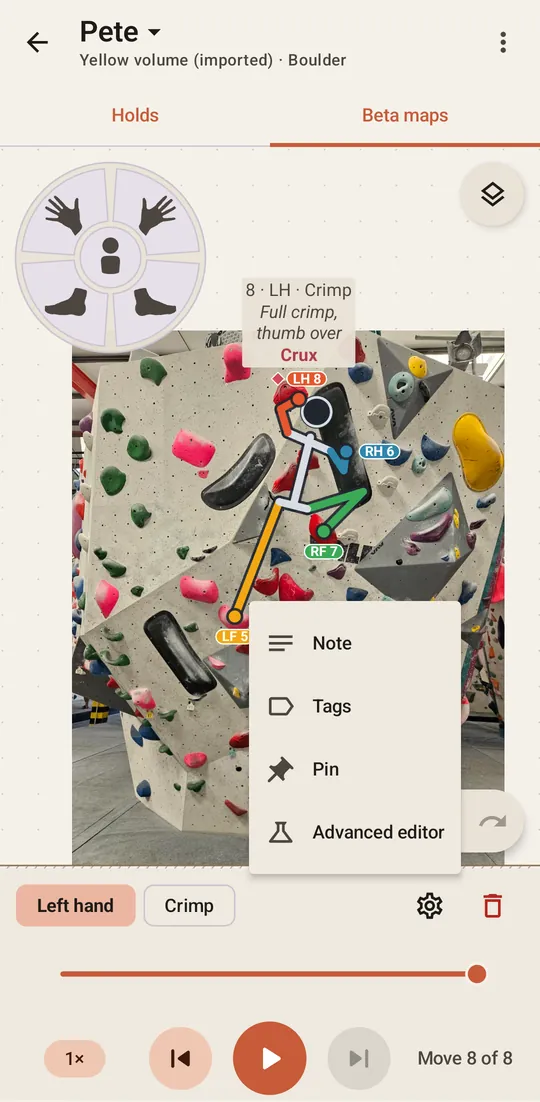 Pete
Yellow volume (imported) · Boulder
Holds
Beta maps
8 · LH · Crimp
Full crimp,
thumb over
Crux
LH 8
RH 6
RF 7
LF 5
Note
Tags
Pin
Advanced editor
Left hand
Crimp
1×
Move 8 of 8